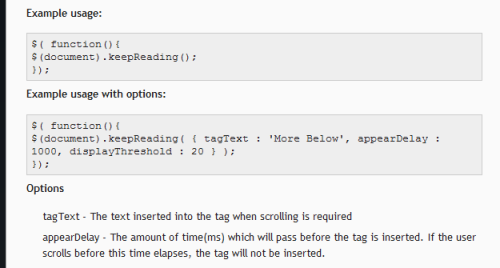 Example usage:
$( function(){
$(document).keepReading();
});
Example usage with options:
$( function(){
$(document).keepReading( { tagText : 'More Below', appearDelay :
1000, displayThreshold : 20 } );
});
Options
tagText - The text inserted into the tag when scrolling is required
appearDelay - The amount of time(ms) which will pass before the tag is inserted. If the user
scrolls before this time elapses, the tag will not be inserted.